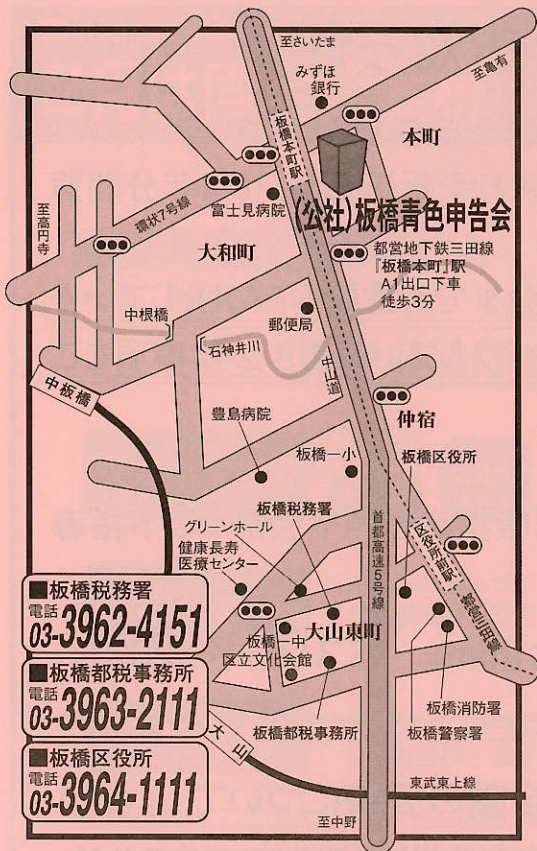 至さいたま
みずほ
銀行
至亀有
本町
板橋本町駅
富士見病院
(公社)板橋青色申告会
都営地下鉄三田線
『板橋本町』駅
A1出口下車
徒歩3分
環状7号線
至高円寺
大和町
中根橋
石神井川
郵便局
中山道
中板橋
仲宿
豊島病院
板橋一小
板橋区役所
板橋税務署
グリーンホール
健康長寿
医療センター
首都高速5号線
区役所前駅
都営三田線
大山東町
板橋一中
区立文化会館
板橋都税事務所
板橋消防署
板橋警察署
大山
東武東上線
至中野
■板橋税務署
電話
03-3962-4151
■板橋都税事務所
電話
03-3963-2111
■板橋区役所
電話
03-3964-1111